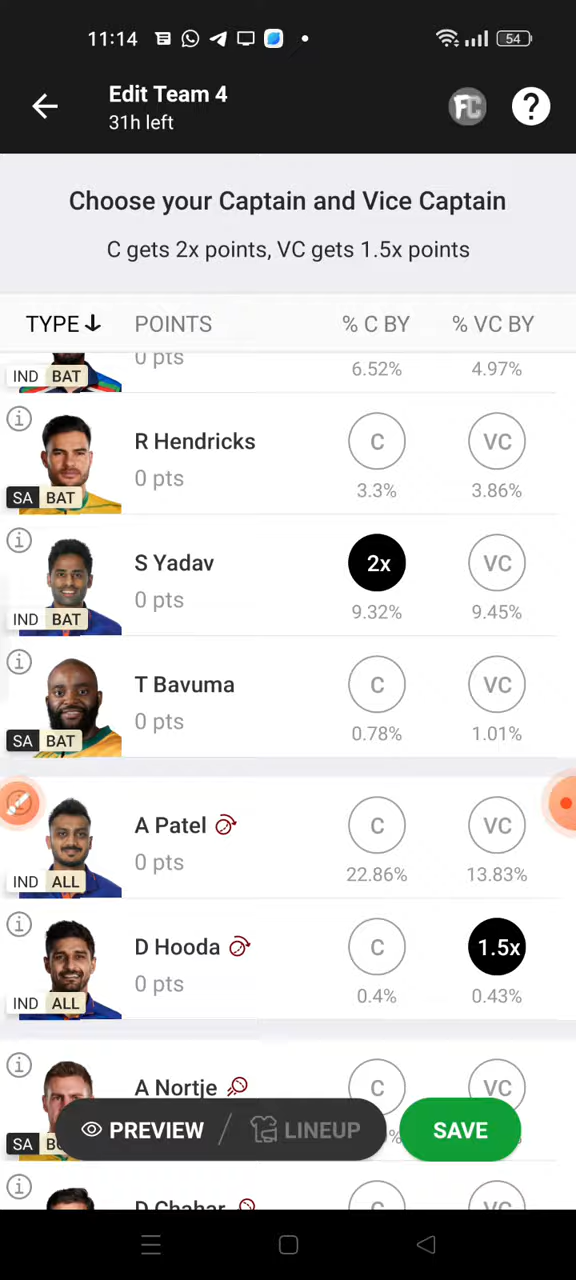 11:14
54
Edit Team 4
31h left
FC
?
Choose your Captain and Vice Captain
C gets 2x points, VC gets 1.5x points
TYPE POINTS % C BY % VC BY
0 pts
IND BAT 6.52% 4.97%
R Hendricks C VC
0 pts
SA BAT 3.3% 3.86%
S Yadav 2x VC
0 pts
IND BAT 9.32% 9.45%
T Bavuma C VC
0 pts
SA BAT 0.78% 1.01%
A Patel C VC
0 pts
IND ALL 22.86% 13.83%
D Hooda C 1.5x
0 pts
IND ALL 0.4% 0.43%
A Nortje C VC
SA
PREVIEW / LINEUP SAVE
D Chahar C VC